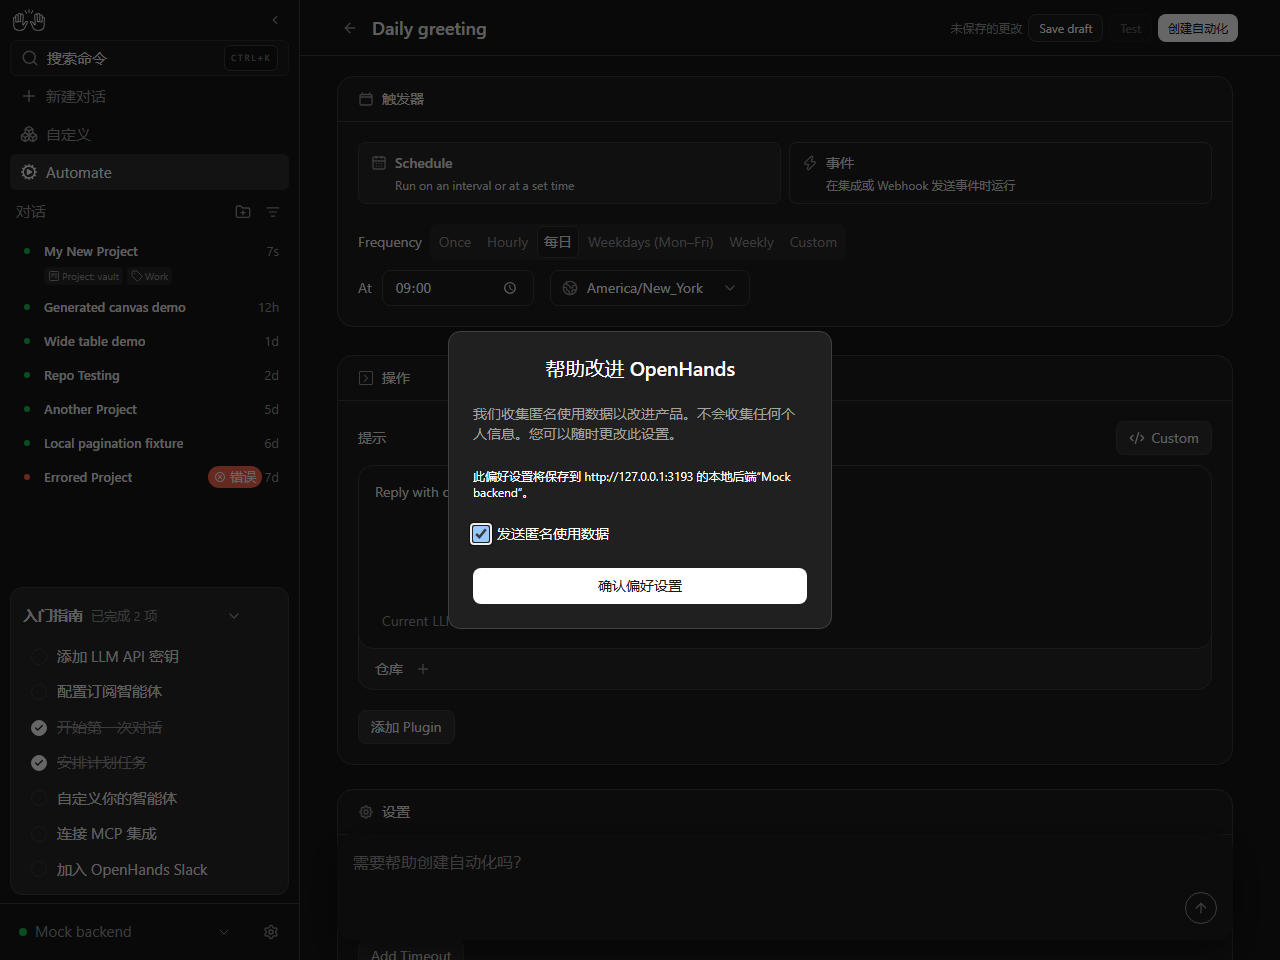 搜索命令
CTRL+K
新建对话
自定义
Automate
对话
My New Project
7s
Project: vault
Work
Generated canvas demo
12h
Wide table demo
1d
Repo Testing
2d
Another Project
5d
Local pagination fixture
6d
Errored Project
错误
7d
入门指南
已完成 2 项
添加 LLM API 密钥
配置订阅智能体
开始第一次对话
安排计划任务
自定义你的智能体
连接 MCP 集成
加入 OpenHands Slack
Mock backend
Daily greeting
未保存的更改
Save draft
Test
创建自动化
触发器
Schedule
Run on an interval or at a set time
事件
在集成或 Webhook 发送事件时运行
Frequency
Once
Hourly
每日
Weekdays (Mon–Fri)
Weekly
Custom
At
09:00
America/New_York
操作
提示
Custom
Reply with
Current
仓库
添加 Plugin
设置
需要帮助创建自动化吗?
Add Timeout
帮助改进 OpenHands
我们收集匿名使用数据以改进产品。不会收集任何个
人信息。您可以随时更改此设置。
此偏好设置将保存到 http://127.0.0.1:3193 的本地后端“Mock
backend”。
发送匿名使用数据
确认偏好设置